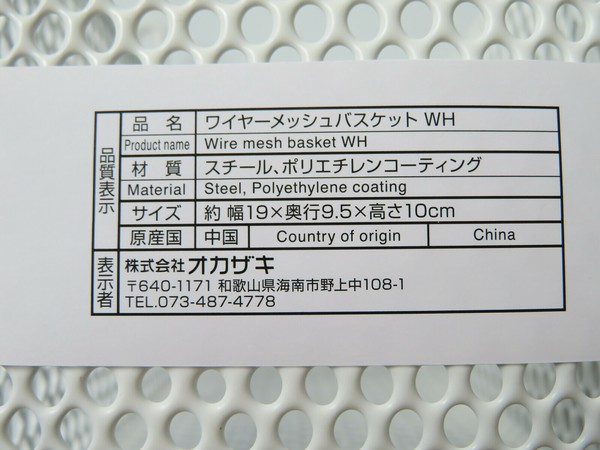 品質表示
品名 ワイヤーメッシュバスケット WH
Product name Wire mesh basket WH
材質 スチール、ポリエチレンコーティング
Material Steel, Polyethylene coating
サイズ 約 幅19×奥行9.5×高さ10cm
原産国 中国 Country of origin China
表示者
株式会社 オカザキ
〒640-1171 和歌山県海南市野上中108-1
TEL.073-487-4778